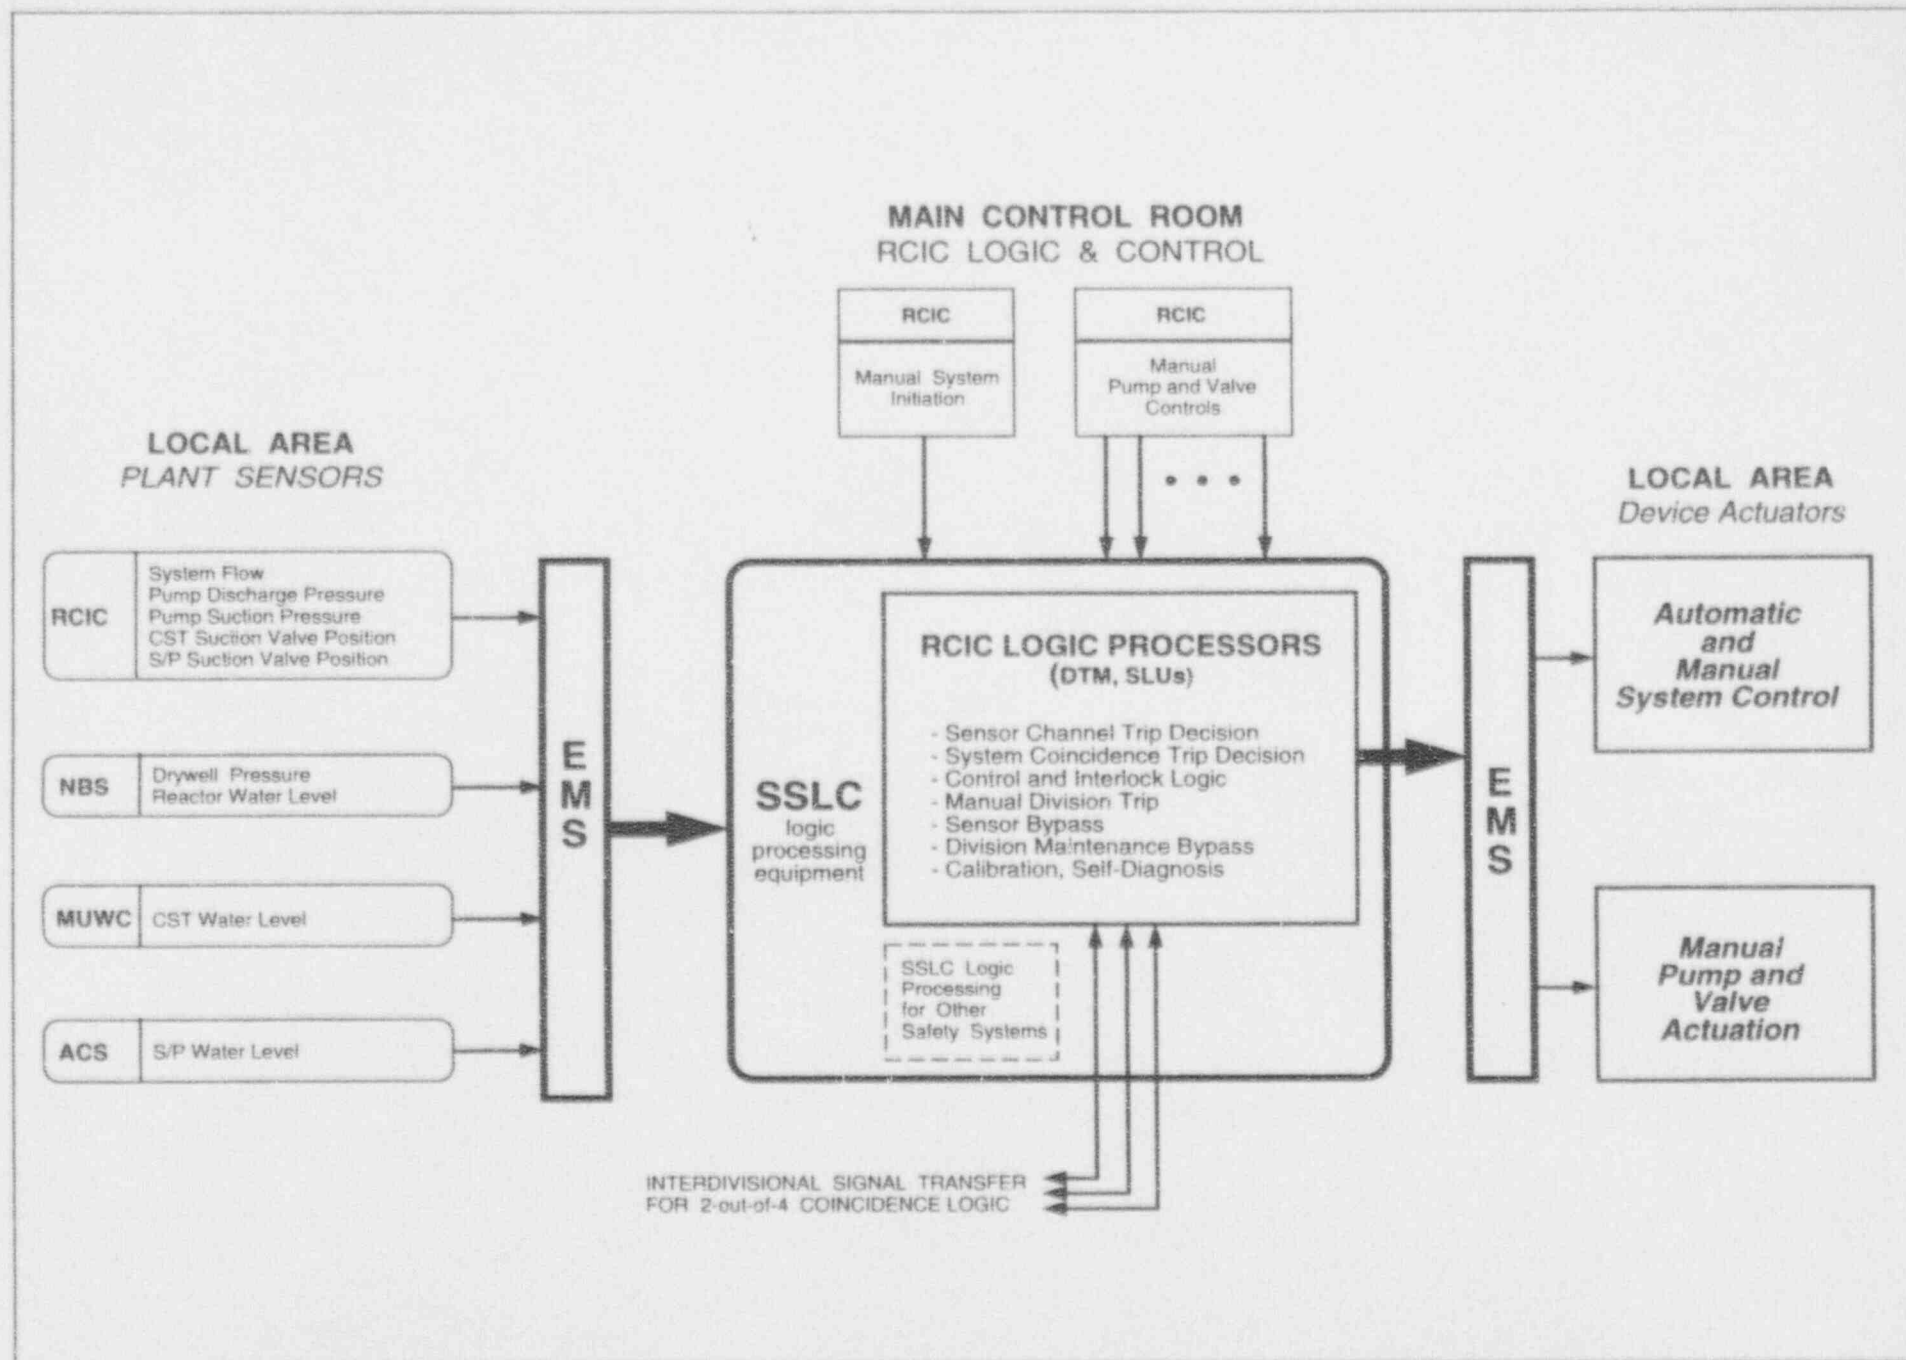 MAIN CONTROL ROOM
RCIC LOGIC & CONTROL
RCIC
Manual System
Initiation
RCIC
Manual
Pump and Valve
Controls
• • •
LOCAL AREA
PLANT SENSORS
RCIC
System Flow
Pump Discharge Pressure
Pump Suction Pressure
CST Suction Valve Position
S/P Suction Valve Position
NBS
Drywell Pressure
Reactor Water Level
MUWC
CST Water Level
ACS
S/P Water Level
EMS
SSLC
logic
processing
equipment
RCIC LOGIC PROCESSORS
(DTM, SLUs)
- Sensor Channel Trip Decision
- System Coincidence Trip Decision
- Control and Interlock Logic
- Manual Division Trip
- Sensor Bypass
- Division Maintenance Bypass
- Calibration, Self-Diagnosis
SSLC Logic
Processing
for Other
Safety Systems
INTERDIVISIONAL SIGNAL TRANSFER
FOR 2-out-of-4 COINCIDENCE LOGIC
EMS
LOCAL AREA
Device Actuators
Automatic
and
Manual
System Control
Manual
Pump and
Valve
Actuation